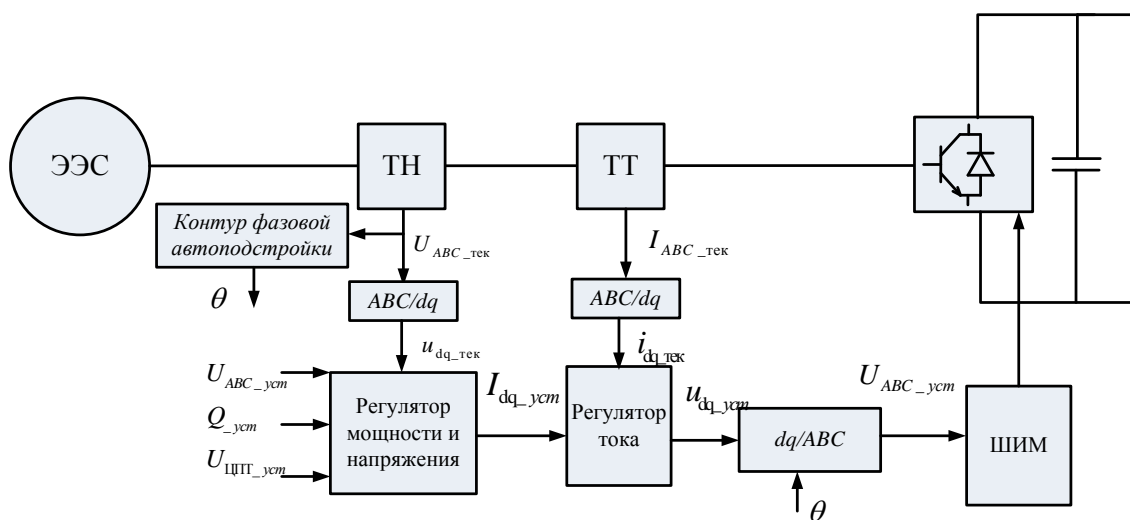 ЭЭС
ТН
ТТ
Контур фазовой
автоподстройки
U_ABC_тек
I_ABC_тек
θ
ABC/dq
ABC/dq
u_dq_тек
i_dq_тек
U_ABC_уст
Q_уст
U_ЦПТ_уст
Регулятор
мощности и
напряжения
I_dq_уст
Регулятор
тока
u_dq_уст
dq/ABC
θ
U_ABC_уст
ШИМ